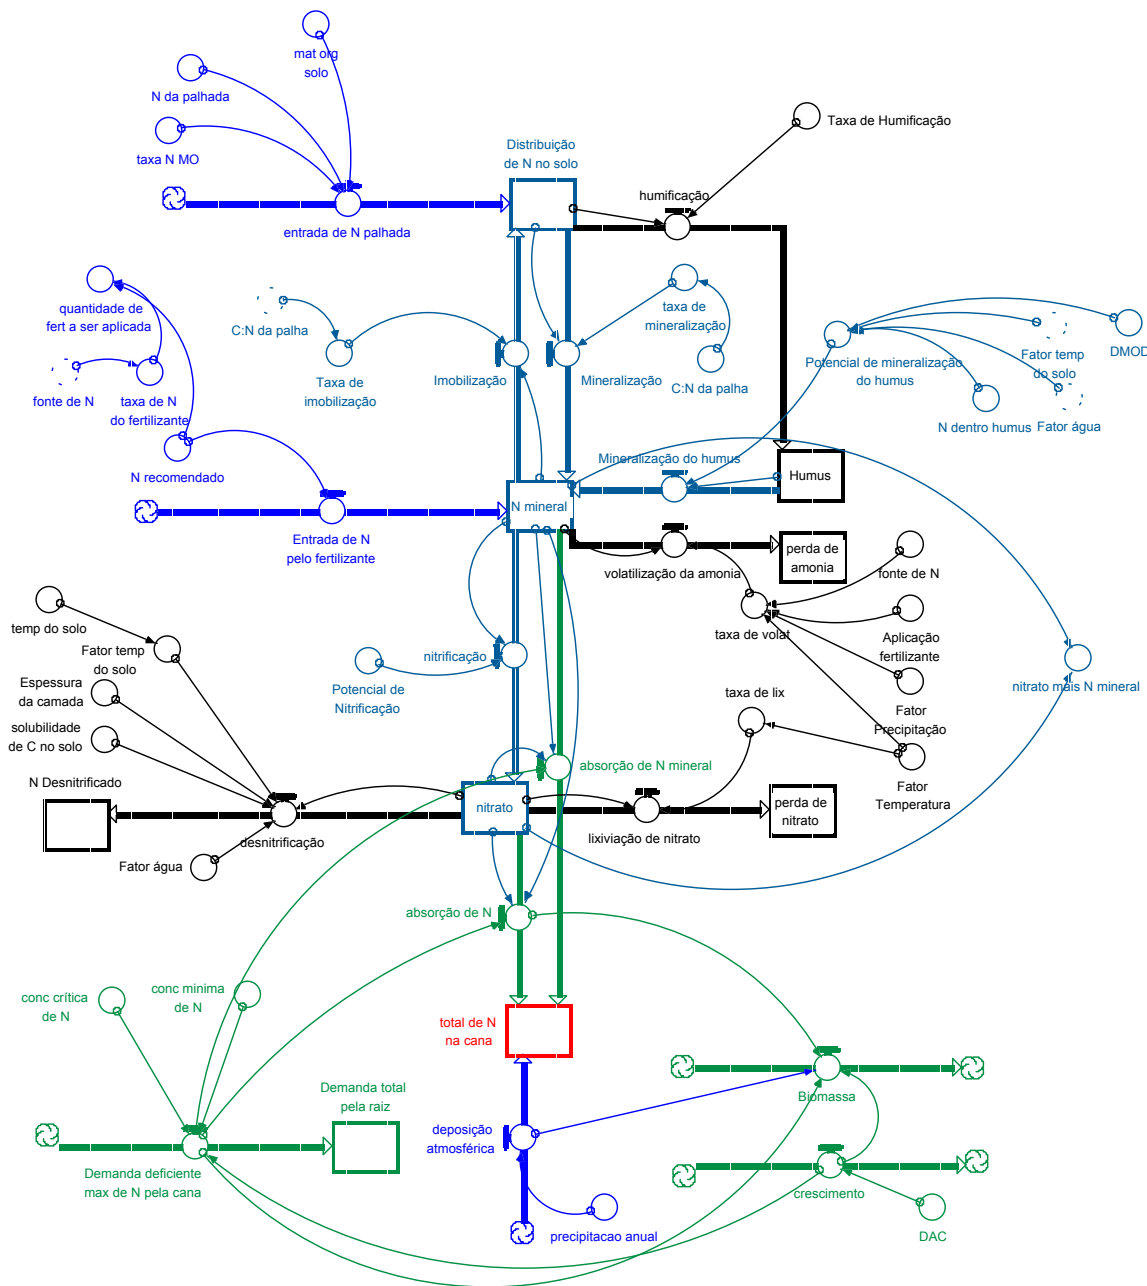 mat org
solo
N da palhada
taxa N MO
entrada de N palhada
Distribuição
de N no solo
Taxa de Humificação
humificação
quantidade de
fert a ser aplicada
fonte de N
taxa de N
do fertilizante
N recomendado
Entrada de N
pelo fertilizante
C:N da palha
Taxa de
imobilização
Imobilização
Mineralização
taxa de
mineralização
C:N da palha
Potencial de mineralização
do humus
Fator temp
do solo
DMOD
N dentro humus
Fator água
Mineralização do humus
Humus
N mineral
volatilização da amonia
perda de
amonia
fonte de N
taxa de volat
Aplicação
fertilizante
Fator
Precipitação
Fator
Temperatura
nitrato mais N mineral
temp do solo
Fator temp
do solo
Espessura
da camada
solubilidade
de C no solo
N Desnitrificado
Fator água
desnitrificação
Potencial de
Nitrificação
nitrificação
taxa de lix
absorção de N mineral
nitrato
lixiviação de nitrato
perda de
nitrato
absorção de N
conc crítica
de N
conc minima
de N
total de N
na cana
Demanda total
pela raiz
Demanda deficiente
max de N pela cana
deposição
atmosférica
precipitacao anual
Biomassa
crescimento
DAC